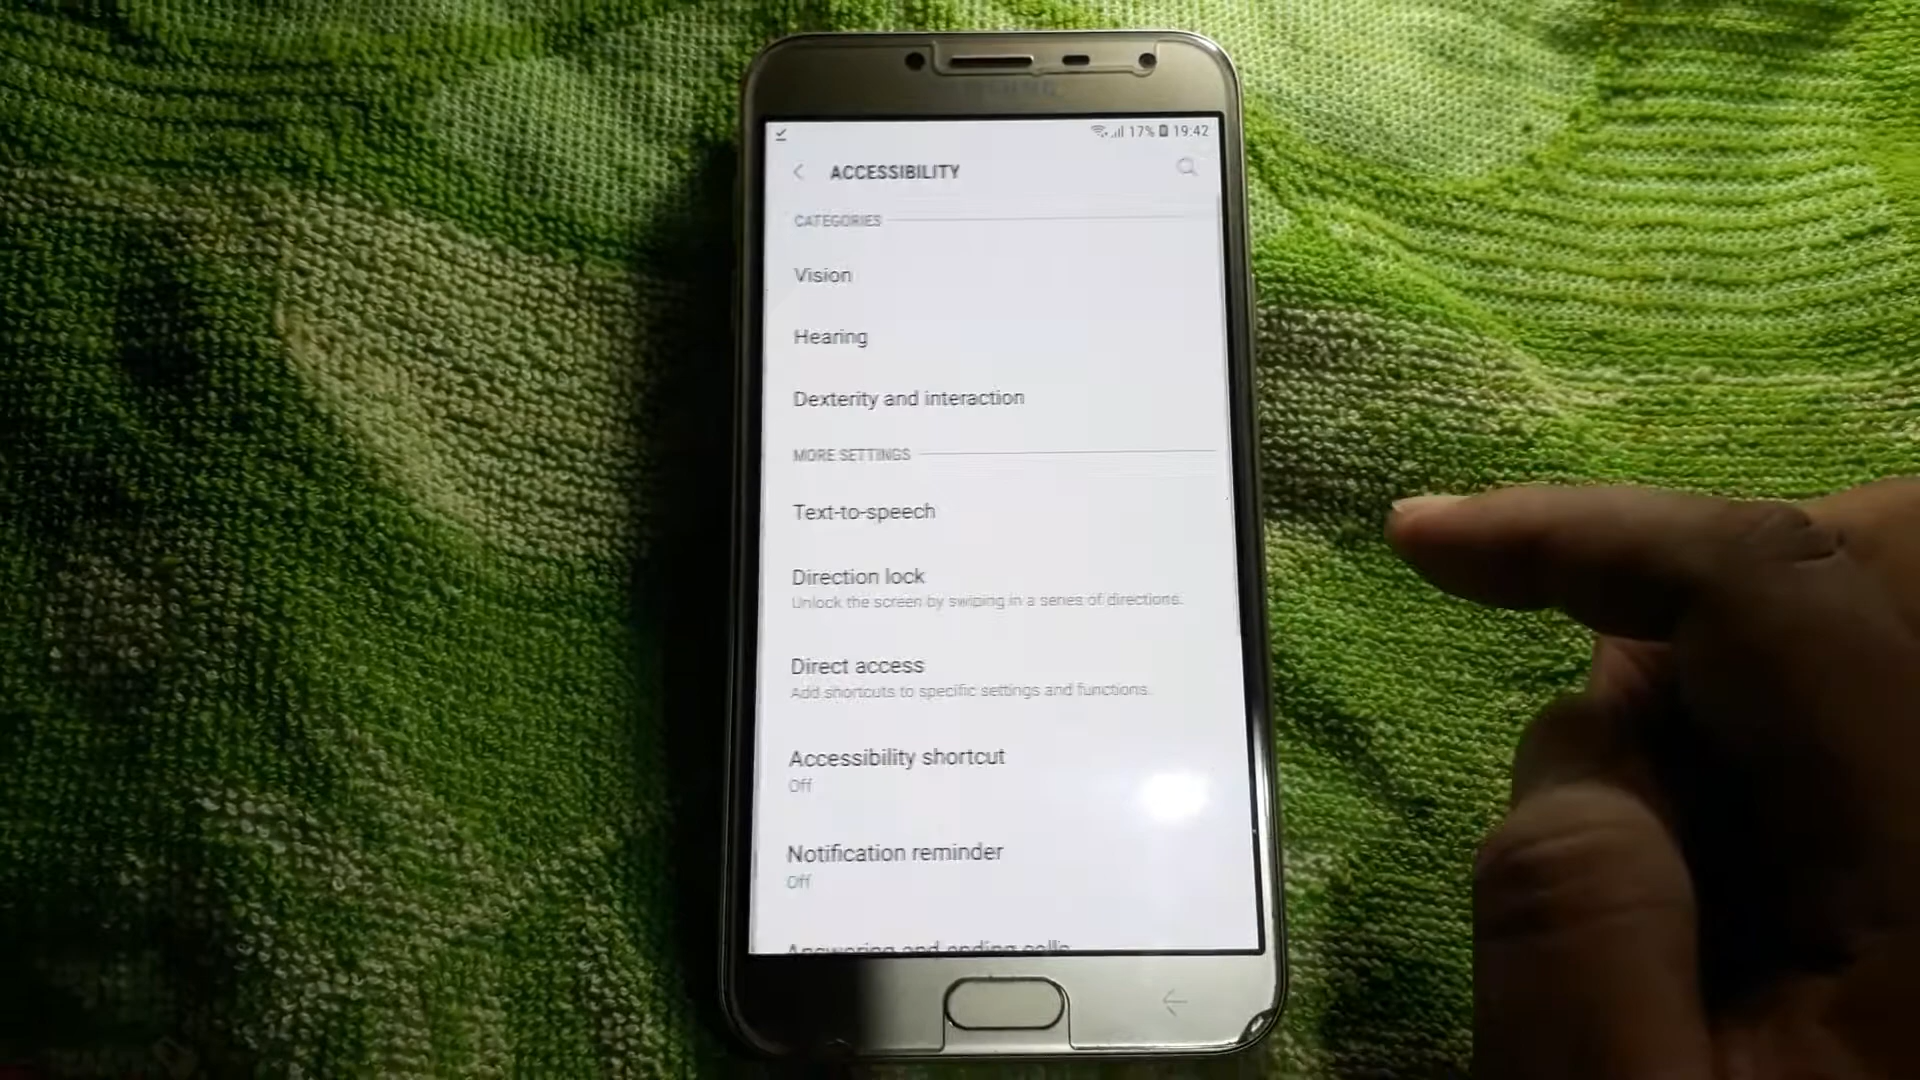 SAMSUNG
17% 19:42
ACCESSIBILITY
CATEGORIES
Vision
Hearing
Dexterity and interaction
MORE SETTINGS
Text-to-speech
Direction lock
Unlock the screen by swiping in a series of directions.
Direct access
Add shortcuts to specific settings and functions.
Accessibility shortcut
Off
Notification reminder
Off
Answering and ending calls